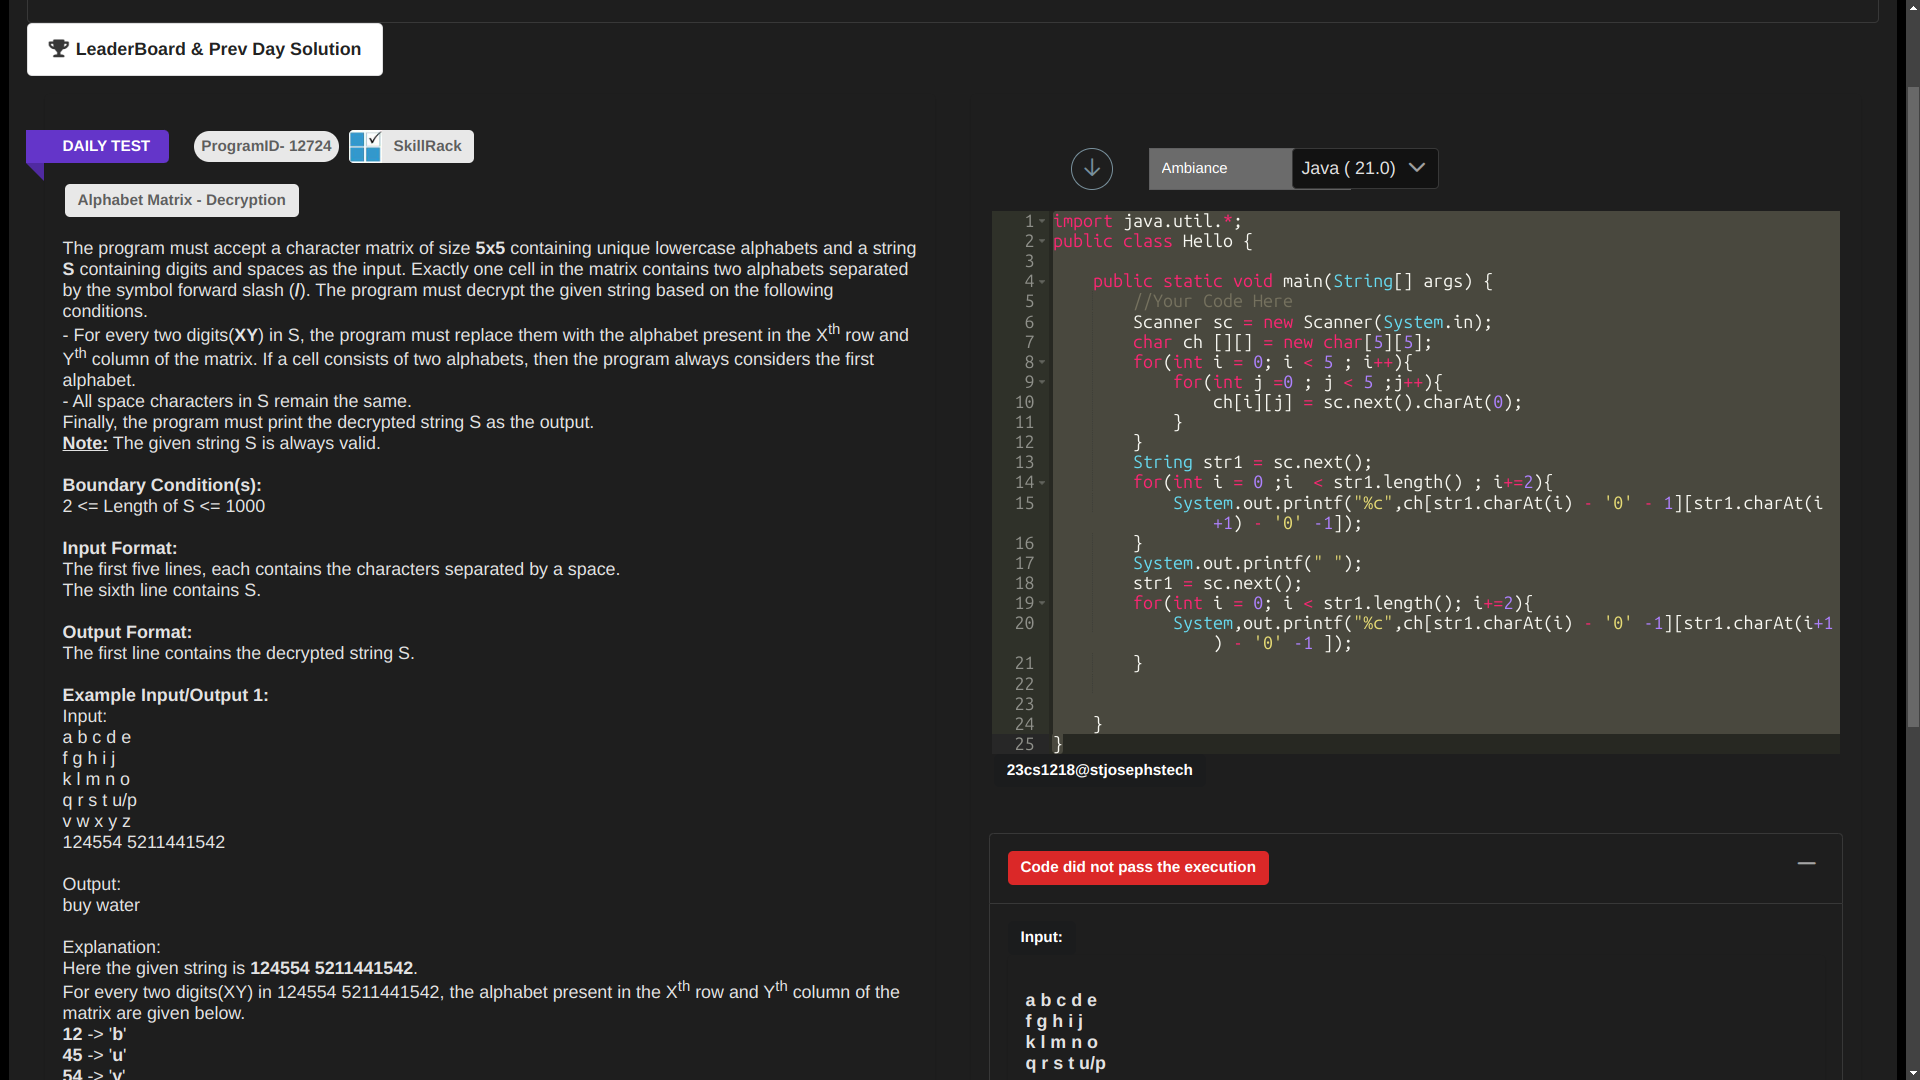 LeaderBoard & Prev Day Solution
DAILY TEST
ProgramID- 12724
SkillRack
Alphabet Matrix - Decryption
The program must accept a character matrix of size 5x5 containing unique lowercase alphabets and a string
S containing digits and spaces as the input. Exactly one cell in the matrix contains two alphabets separated
by the symbol forward slash (/). The program must decrypt the given string based on the following
conditions.
- For every two digits(XY) in S, the program must replace them with the alphabet present in the Xth row and
Yth column of the matrix. If a cell consists of two alphabets, then the program always considers the first
alphabet.
- All space characters in S remain the same.
Finally, the program must print the decrypted string S as the output.
Note: The given string S is always valid.
Boundary Condition(s):
2 <= Length of S <= 1000
Input Format:
The first five lines, each contains the characters separated by a space.
The sixth line contains S.
Output Format:
The first line contains the decrypted string S.
Example Input/Output 1:
Input:
a b c d e
f g h i j
k l m n o
q r s t u/p
v w x y z
124554 5211441542
Output:
buy water
Explanation:
Here the given string is 124554 5211441542.
For every two digits(XY) in 124554 5211441542, the alphabet present in the Xth row and Yth column of the
matrix are given below.
12 -> 'b'
45 -> 'u'
54 -> 'y'
Ambiance
Java ( 21.0)
1 import java.util.*;
2 public class Hello {
3
4 public static void main(String[] args) {
5 //Your Code Here
6 Scanner sc = new Scanner(System.in);
7 char ch [][] = new char[5][5];
8 for(int i = 0; i < 5 ; i++){
9 for(int j =0 ; j < 5 ;j++){
10 ch[i][j] = sc.next().charAt(0);
11 }
12 }
13 String str1 = sc.next();
14 for(int i = 0 ;i  < str1.length() ; i+=2){
15 System.out.printf("%c",ch[str1.charAt(i) - '0' - 1][str1.charAt(i
+1) - '0' -1]);
16 }
17 System.out.printf(" ");
18 str1 = sc.next();
19 for(int i = 0; i < str1.length(); i+=2){
20 System,out.printf("%c",ch[str1.charAt(i) - '0' -1][str1.charAt(i+1
) - '0' -1 ]);
21 }
22
23
24 }
25 }
23cs1218@stjosephstech
Code did not pass the execution
Input:
a b c d e
f g h i j
k l m n o
q r s t u/p